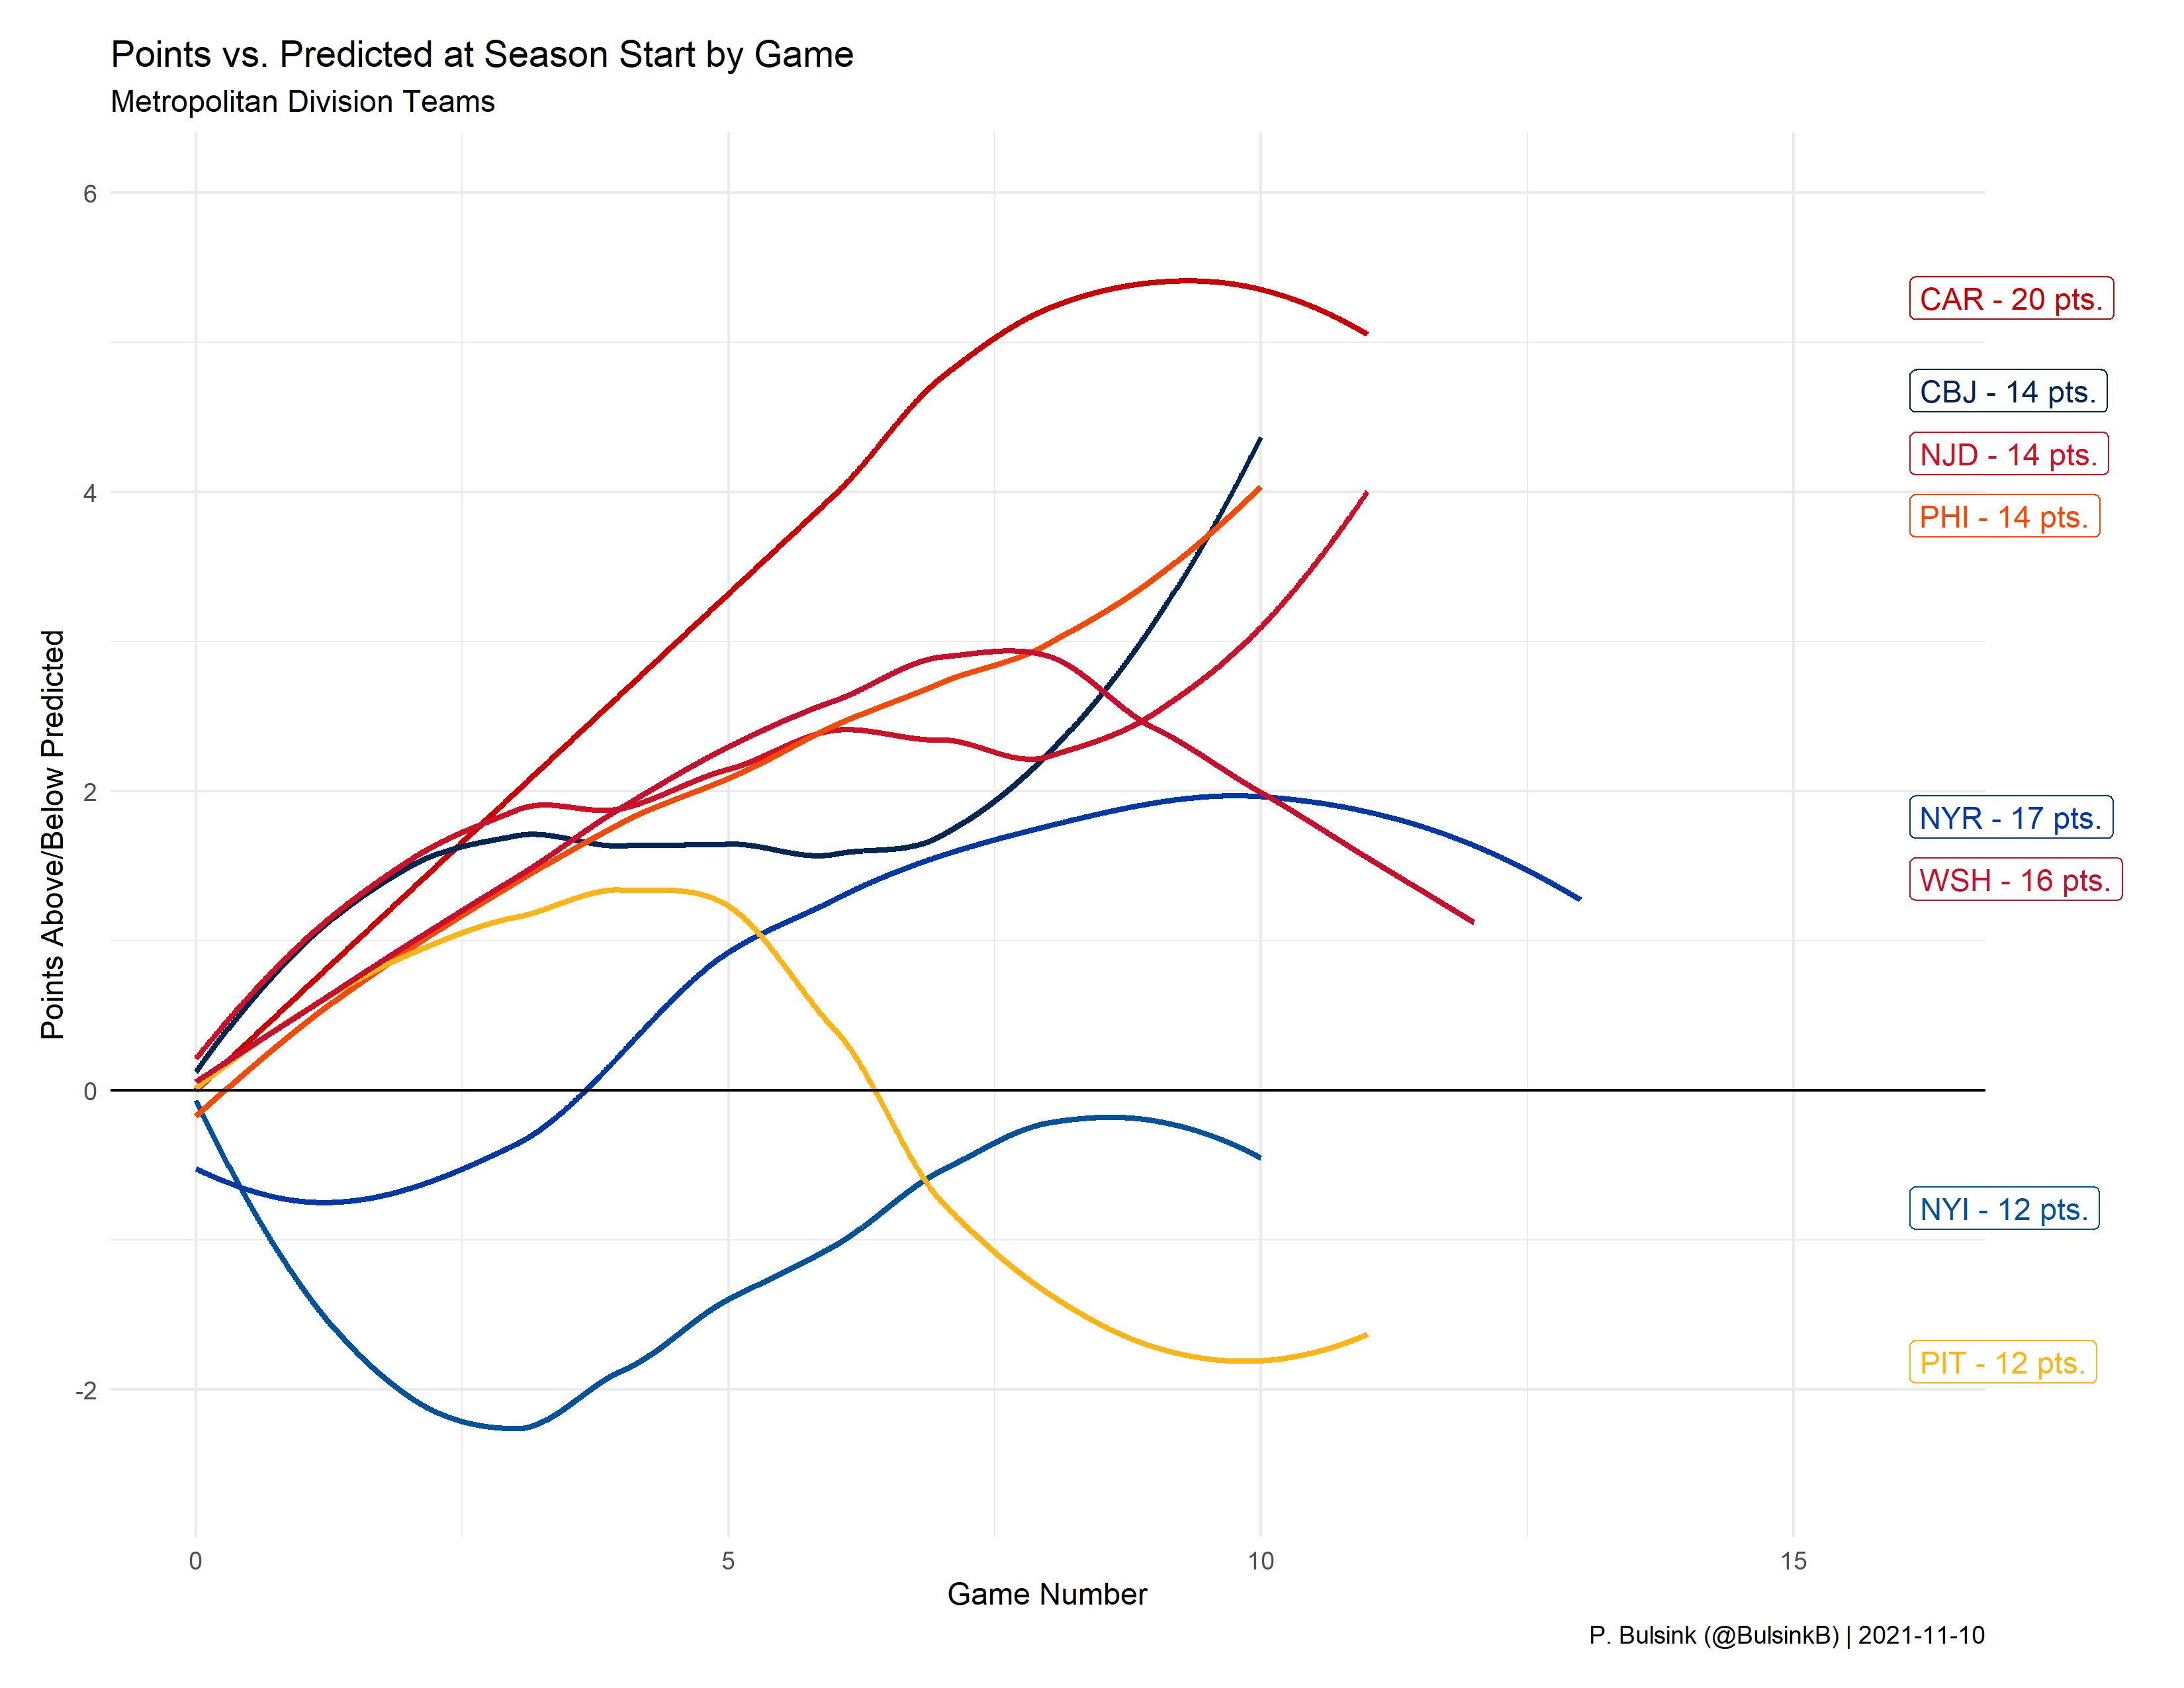 Points vs. Predicted at Season Start by Game
Metropolitan Division Teams
Points Above/Below Predicted
6
4
2
0
-2
CAR - 20 pts.
CBJ - 14 pts.
NJD - 14 pts.
PHI - 14 pts.
NYR - 17 pts.
WSH - 16 pts.
NYI - 12 pts.
PIT - 12 pts.
0 5 10 15
Game Number
P. Bulsink (@BulsinkB) | 2021-11-10